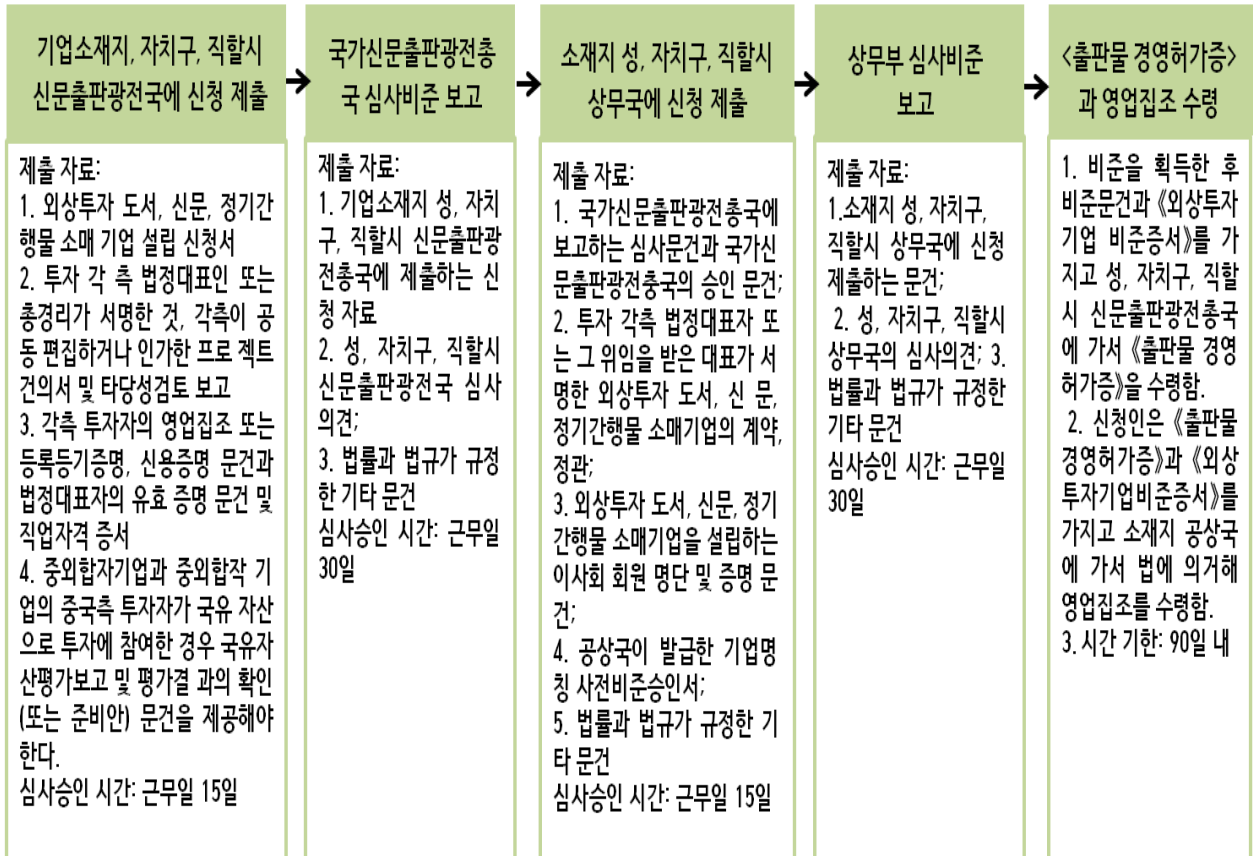 기업소재지, 자치구, 직할시
신문출판광전국에 신청 제출
제출 자료:
1. 외상투자 도서, 신문, 정기간
행물 소매 기업 설립 신청서
2. 투자 각 측 법정대표인 또는
총경리가 서명한 것, 각측이 공
동 편집하거나 인가한 프로 젝트
건의서 및 타당성검토 보고
3. 각측 투자자의 영업집조 또는
등록등기증명, 신용증명 문건과
법정대표자의 유효 증명 문건 및
직업자격 증서
4. 중외합자기업과 중외합작 기
업의 중국측 투자자가 국유 자산
으로 투자에 참여한 경우 국유자
산평가보고 및 평가결 과의 확인
(또는 준비안) 문건을 제공해야
한다.
심사승인 시간: 근무일 15일
국가신문출판광전총
국 심사비준 보고
제출 자료:
1. 기업소재지 성, 자치
구, 직할시 신문출판광
전총국에 제출하는 신
청 자료
2. 성, 자치구, 직할시
신문출판광전국 심사
의견;
3. 법률과 법규가 규정
한 기타 문건
심사승인 시간: 근무일
30일
소재지 성, 자치구, 직할시
상무국에 신청 제출
제출 자료:
1. 국가신문출판광전총국에
보고하는 심사문건과 국가신
문출판광전총국의 승인 문건;
2. 투자 각측 법정대표자 또
는 그 위임을 받은 대표가 서
명한 외상투자 도서, 신 문,
정기간행물 소매기업의 계약,
정관;
3. 외상투자 도서, 신문, 정기
간행물 소매기업을 설립하는
이사회 회원 명단 및 증명 문
건;
4. 공상국이 발급한 기업명
칭 사전비준승인서;
5. 법률과 법규가 규정한 기
타 문건
심사승인 시간: 근무일 15일
상무부 심사비준
보고
제출 자료:
1.소재지 성, 자치구,
직할시 상무국에 신청
제출하는 문건;
2. 성, 자치구, 직할시
상무국의 심사의견; 3.
법률과 법규가 규정한
기타 문건
심사승인 시간: 근무일
30일
<출판물 경영허가증>
과 영업집조 수령
1. 비준을 획득한 후
비준문건과 《외상투자
기업 비준증서》를 가
지고 성, 자치구, 직할
시 신문출판광전총국
에 가서 《출판물 경영
허가증》을 수령함.
2. 신청인은 《출판물
경영허가증》과 《외상
투자기업비준증서》를
가지고 소재지 공상국
에 가서 법에 의거해
영업집조를 수령함.
3. 시간 기한: 90일 내